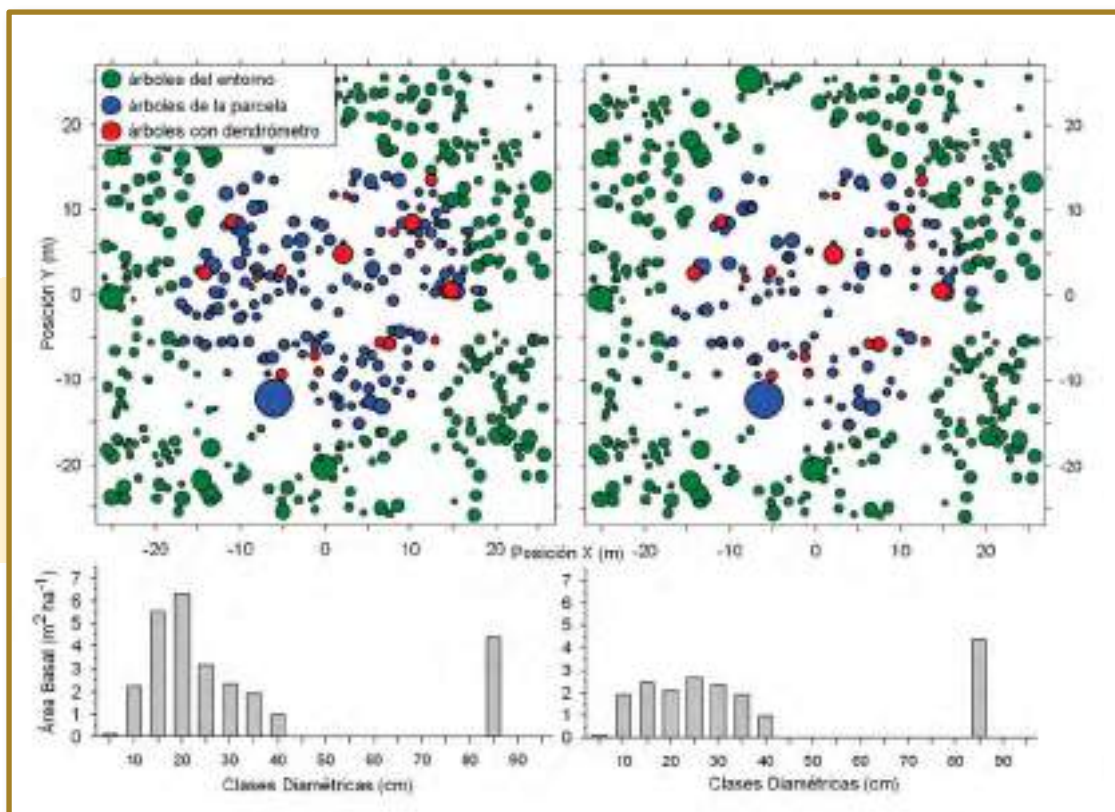 árboles del entorno
árboles de la parcela
árboles con dendrómetro
Posición Y (m)
20
10
0
-10
-20
20
10
0
-10
-20
-20 -10 0 10 20
Posición X (m)
-20 -10 0 10 20
Área Basal (m² ha⁻¹)
7
6
5
4
3
2
1
0
10 20 30 40 50 60 70 80 90
Clases Diamétricas (cm)
7
6
5
4
3
2
1
0
10 20 30 40 50 60 70 80 90
Clases Diamétricas (cm)